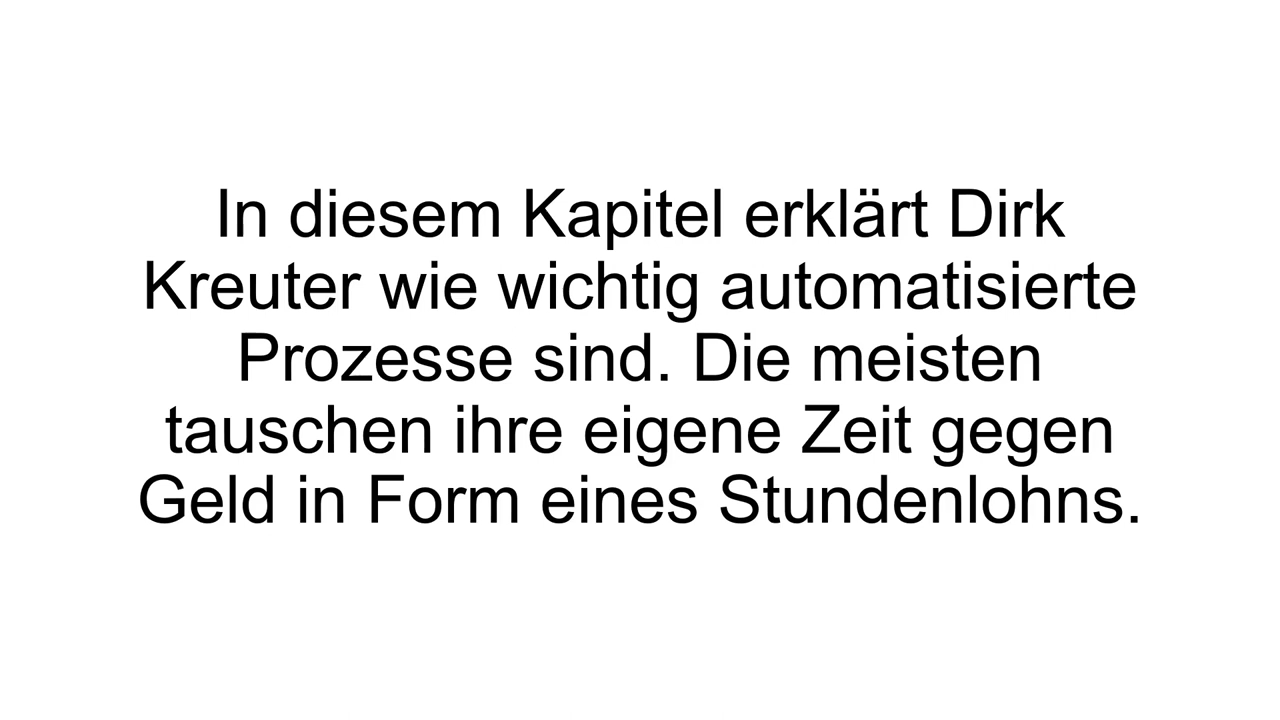 In diesem Kapitel erklärt Dirk
Kreuter wie wichtig automatisierte
Prozesse sind. Die meisten
tauschen ihre eigene Zeit gegen
Geld in Form eines Stundenlohns.